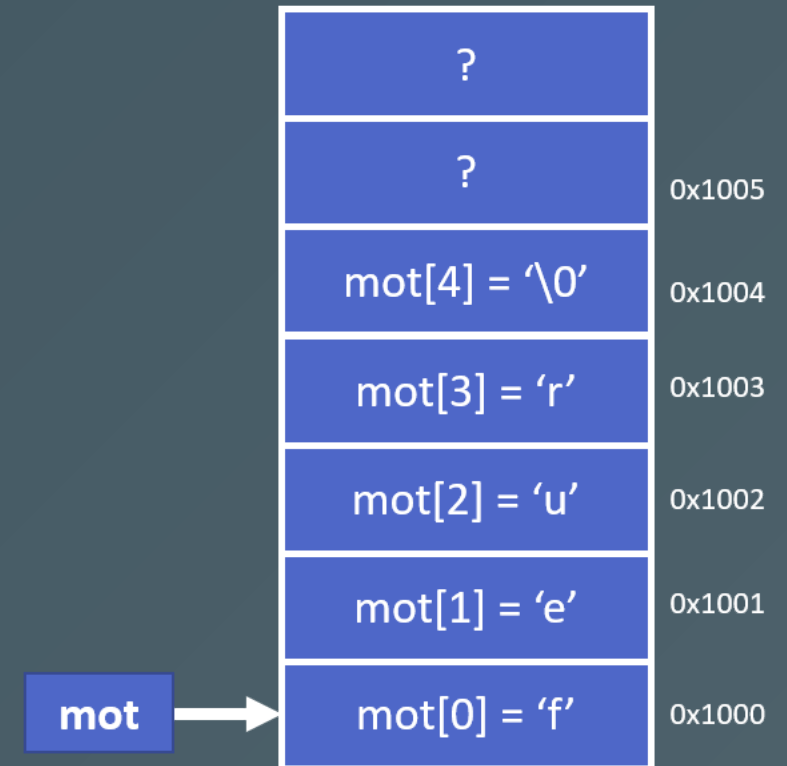 ?
?
0x1005
mot[4] = ‘\0’
0x1004
mot[3] = ‘r’
0x1003
mot[2] = ‘u’
0x1002
mot[1] = ‘e’
0x1001
mot
mot[0] = ‘f’
0x1000